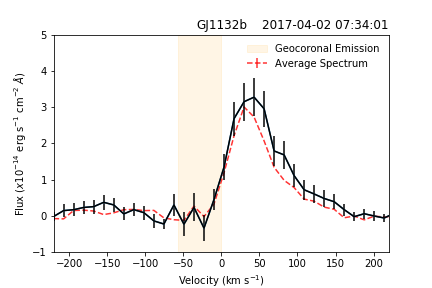 GJ1132b 2017-04-02 07:34:01
Geocoronal Emission
Average Spectrum
Flux (x10⁻¹⁴ erg s⁻¹ cm⁻² Å)
5
4
3
2
1
0
−1
−200 −150 −100 −50 0 50 100 150 200
Velocity (km s⁻¹)